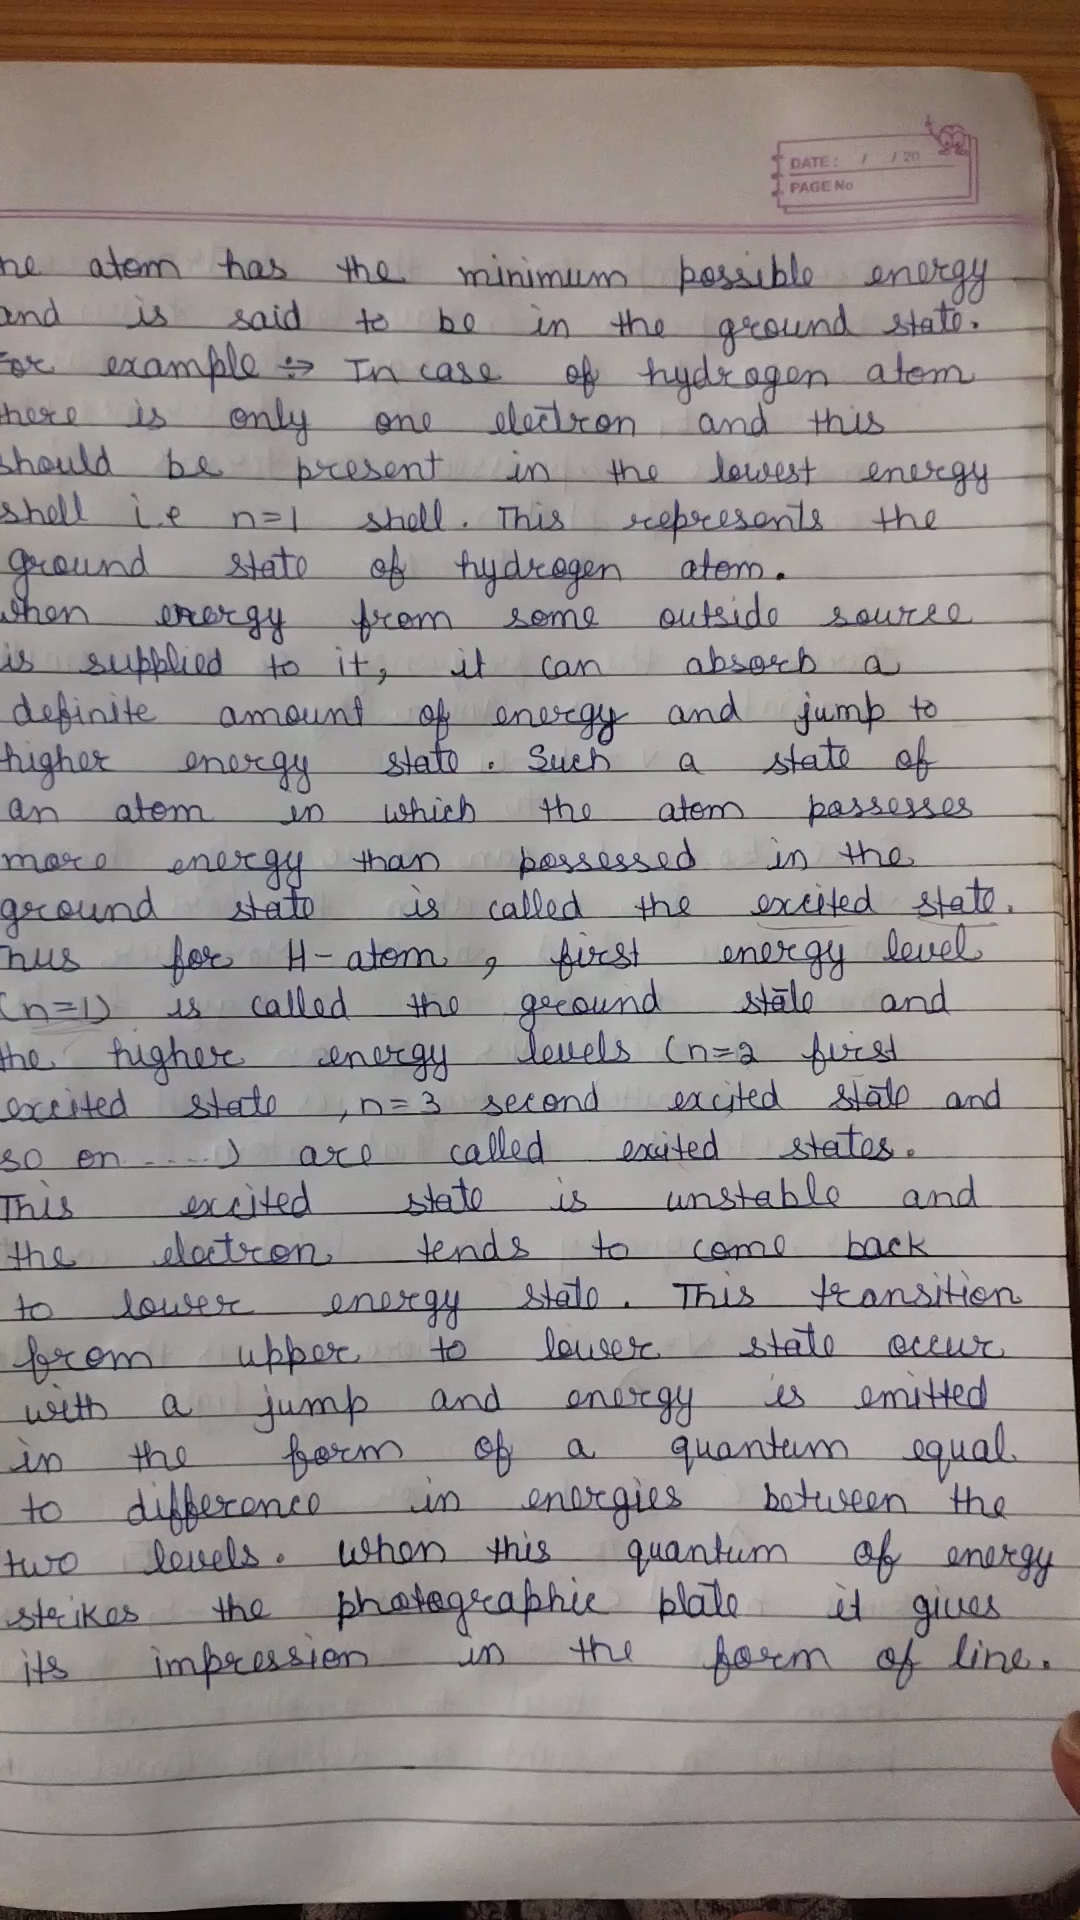 DATE: / / 20
PAGE No
he atom has the minimum possible energy
and is said to be in the ground state.
For example ⇒ In case of hydrogen atom
here is only one electron and this
should be present in the lowest energy
shell i.e n=1 shell. This represents the
ground state of hydrogen atom.
when energy from some outside source
is supplied to it, it can absorb a
definite amount of energy and jump to
higher energy state. Such a state of
an atom in which the atom possesses
more energy than possessed in the
ground state is called the excited state.
hus for H-atom, first energy level
(n=1) is called the ground state and
the higher energy levels (n=2 first
excited state, n=3 second excited state and
so on .....) are called excited states.
This excited state is unstable and
the electron tends to come back
to lower energy state. This transition
from upper to lower state occur
with a jump and energy is emitted
in the form of a quantum equal
to difference in energies between the
two levels. when this quantum of energy
strikes the photographic plate it gives
its impression in the form of line.